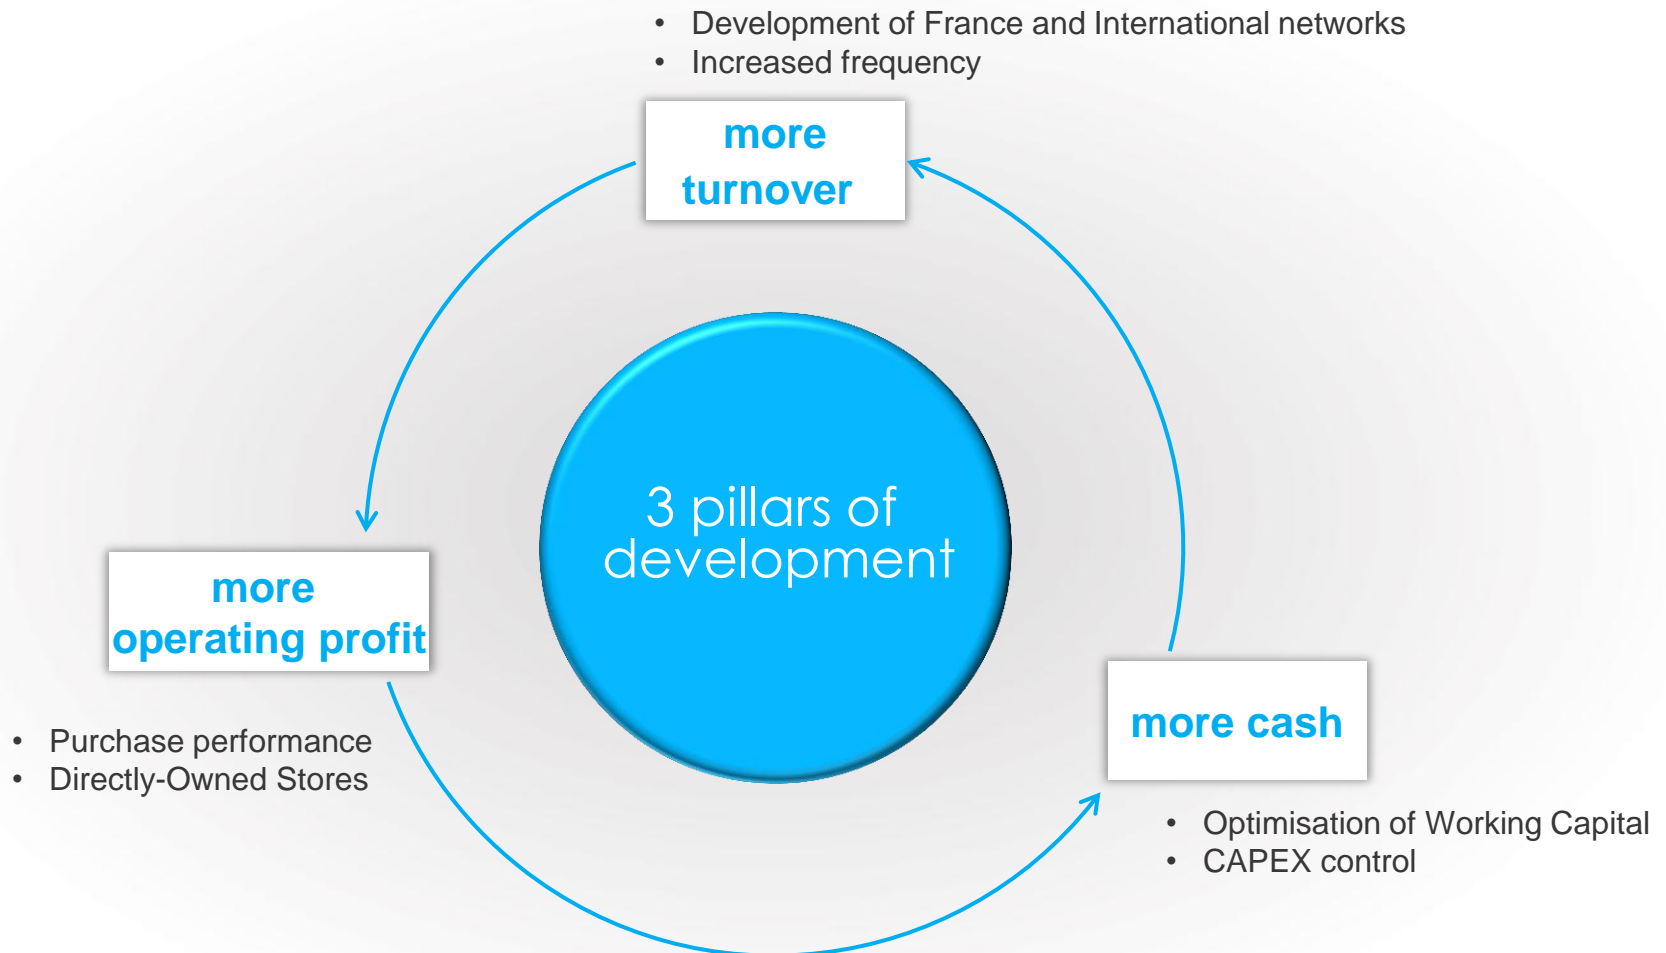 • Development of France and International networks
• Increased frequency
more
turnover
3 pillars of
development
more
operating profit
• Purchase performance
• Directly-Owned Stores
more cash
• Optimisation of Working Capital
• CAPEX control